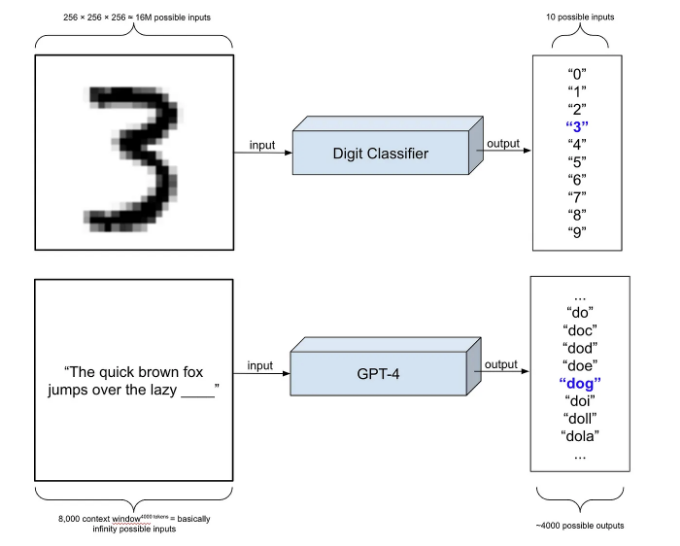 256 × 256 × 256 = 16M possible inputs
10 possible inputs
input
Digit Classifier
output
“0”
“1”
“2”
“3”
“4”
“5”
“6”
“7”
“8”
“9”
“The quick brown fox
jumps over the lazy ____”
input
GPT-4
output
...
“do”
“doc”
“dod”
“doe”
“dog”
“doi”
“doll”
“dola”
...
8,000 context window^4000 tokens = basically
infinity possible inputs
~4000 possible outputs